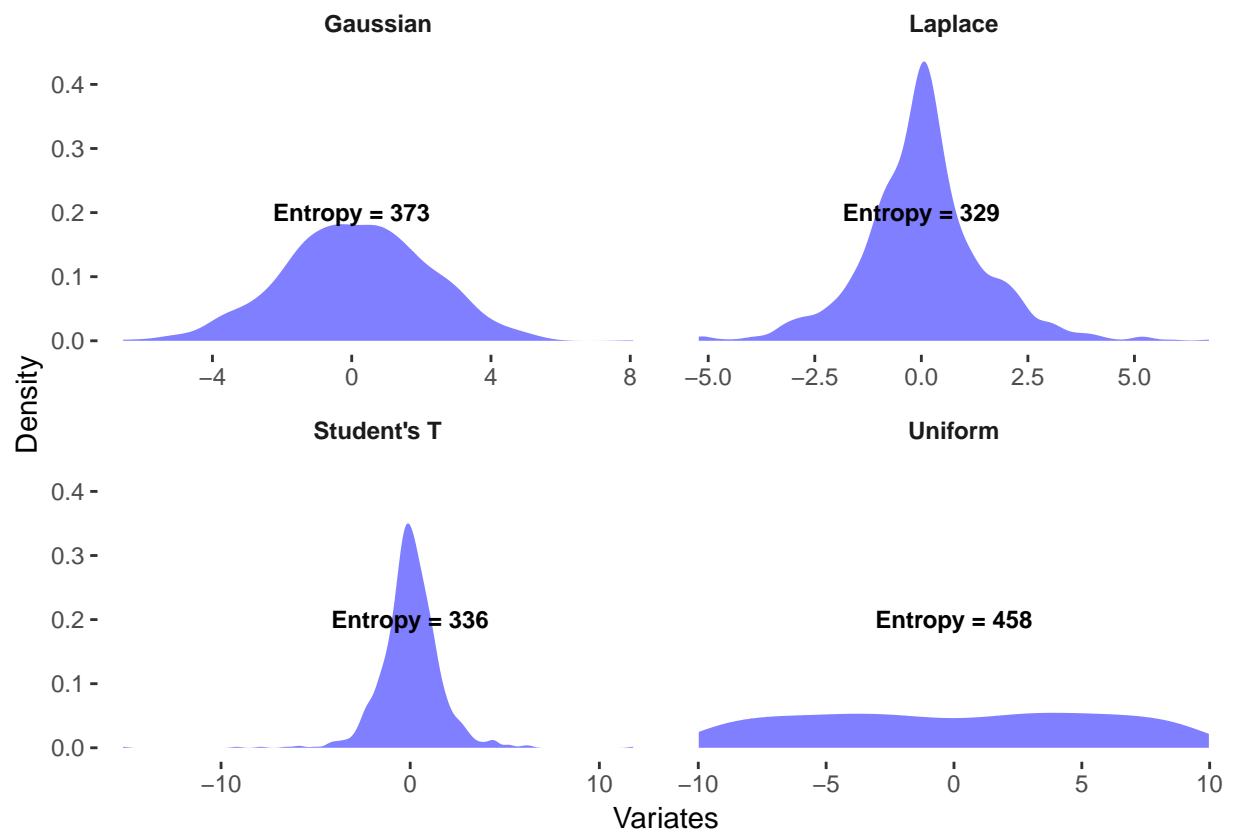 Gaussian
Laplace
0.4
0.3
0.2
0.1
0.0
Entropy = 373
Entropy = 329
−4 0 4 8
−5.0 −2.5 0.0 2.5 5.0
Density
Student's T
Uniform
0.4
0.3
0.2
0.1
0.0
Entropy = 336
Entropy = 458
−10 0 10
−10 −5 0 5 10
Variates